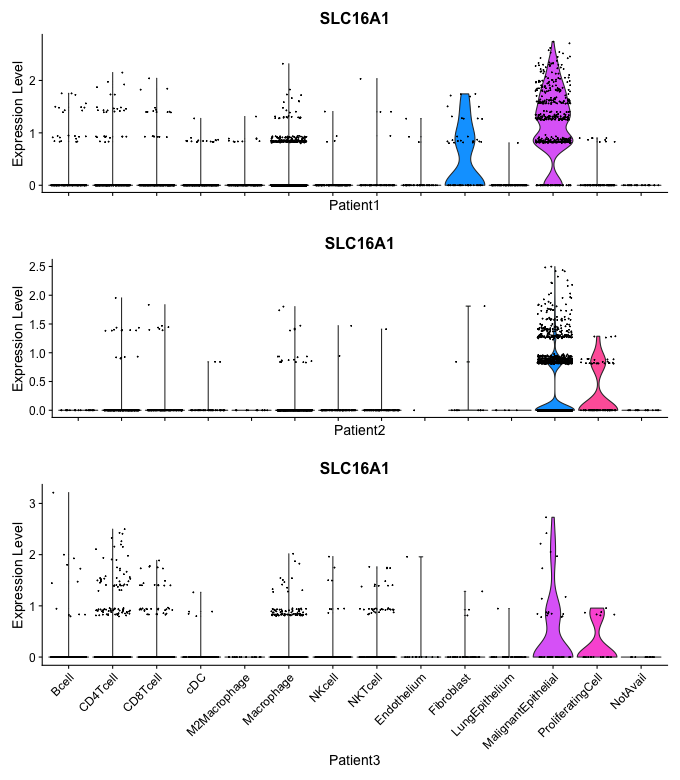 SLC16A1
Expression Level
2
1
0
Patient1
SLC16A1
Expression Level
2.5
2.0
1.5
1.0
0.5
0.0
Patient2
SLC16A1
Expression Level
3
2
1
0
Bcell
CD4Tcell
CD8Tcell
cDC
M2Macrophage
Macrophage
NKcell
NKTcell
Endothelium
Fibroblast
LungEpithelium
MalignantEpithelial
ProliferatingCell
NotAvail
Patient3